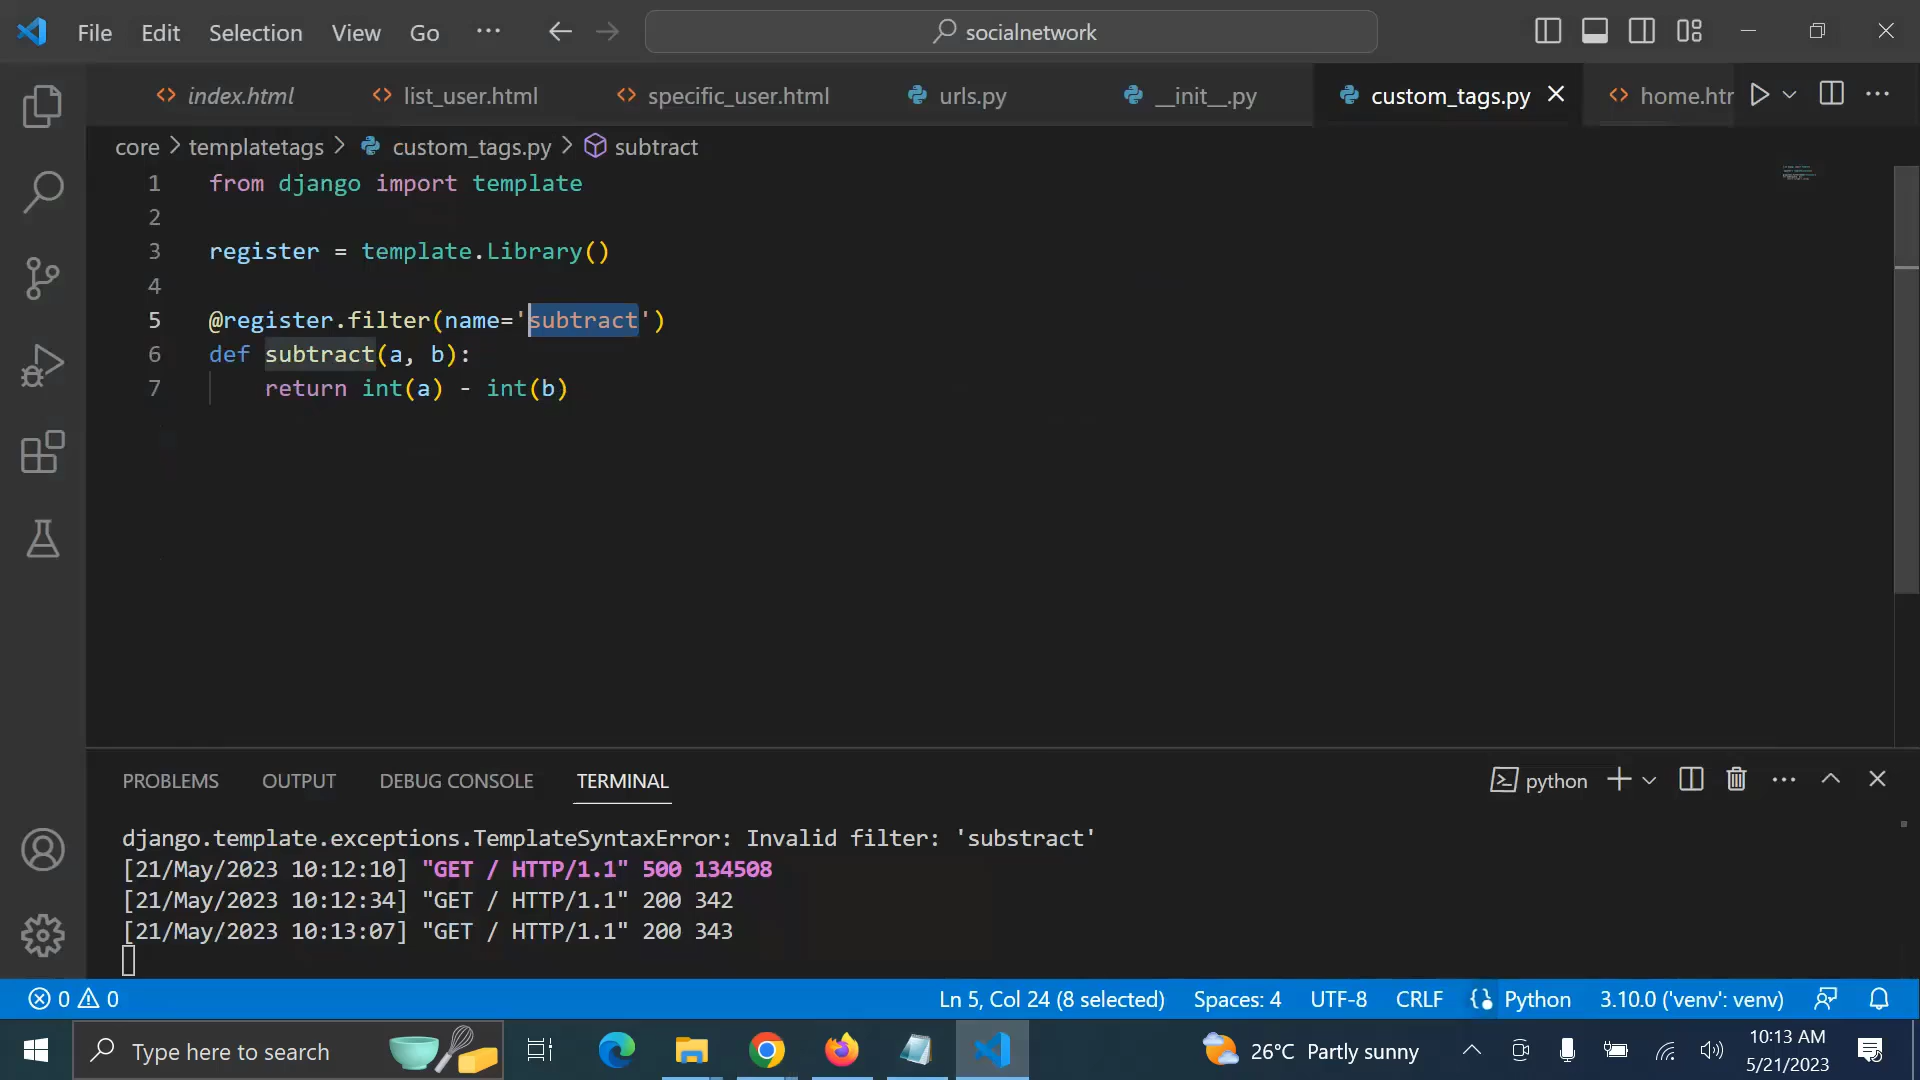 File Edit Selection View Go ··· socialnetwork
index.html list_user.html specific_user.html urls.py __init__.py custom_tags.py home.htr
core > templatetags > custom_tags.py > subtract
1 from django import template
2
3 register = template.Library()
4
5 @register.filter(name='subtract')
6 def subtract(a, b):
7 return int(a) - int(b)
PROBLEMS OUTPUT DEBUG CONSOLE TERMINAL python
django.template.exceptions.TemplateSyntaxError: Invalid filter: 'substract'
[21/May/2023 10:12:10] "GET / HTTP/1.1" 500 134508
[21/May/2023 10:12:34] "GET / HTTP/1.1" 200 342
[21/May/2023 10:13:07] "GET / HTTP/1.1" 200 343
0 0 Ln 5, Col 24 (8 selected) Spaces: 4 UTF-8 CRLF Python 3.10.0 ('venv': venv)
Type here to search 26°C Partly sunny 10:13 AM
5/21/2023